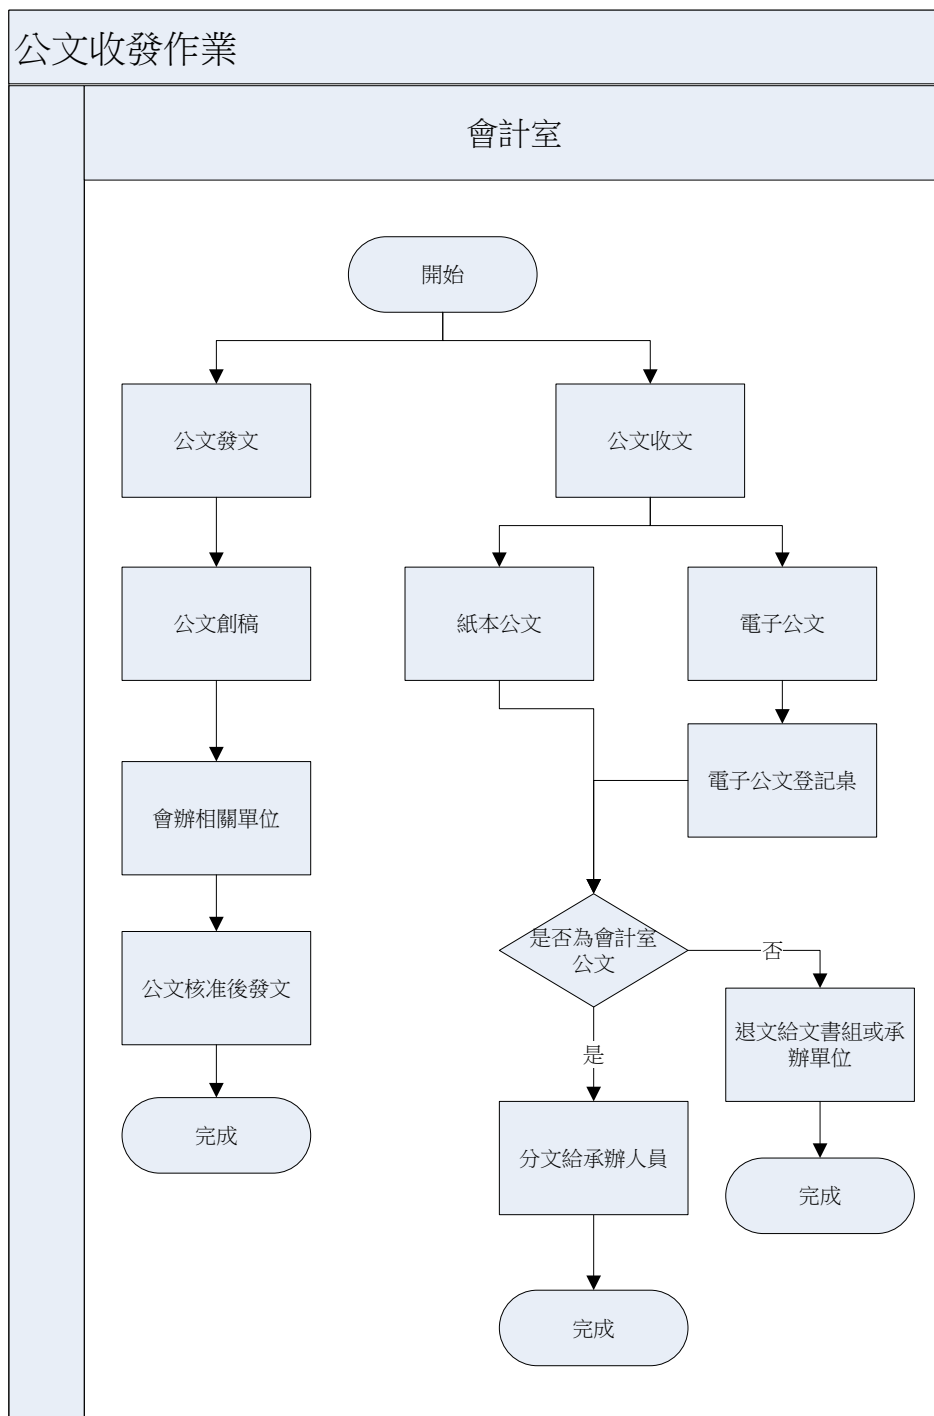 公文收發作業
會計室
開始
公文發文
公文收文
公文創稿
紙本公文
電子公文
會辦相關單位
電子公文登記桌
公文核准後發文
是否為會計室
公文
否
退文給文書組或承
辦單位
是
完成
分文給承辦人員
完成
完成